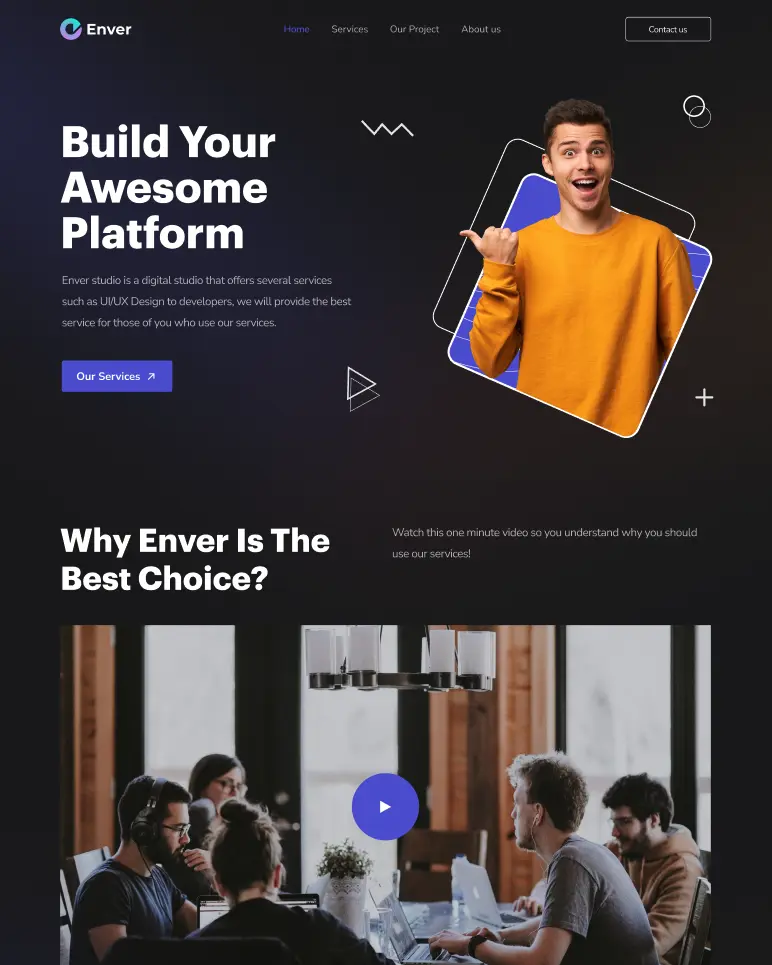 Enver
Home
Services
Our Project
About us
Contact us
Build Your
Awesome
Platform
Enver studio is a digital studio that offers several services
such as UI/UX Design to developers, we will provide the best
service for those of you who use our services.
Our Services
Why Enver Is The
Best Choice?
Watch this one minute video so you understand why you should
use our services!